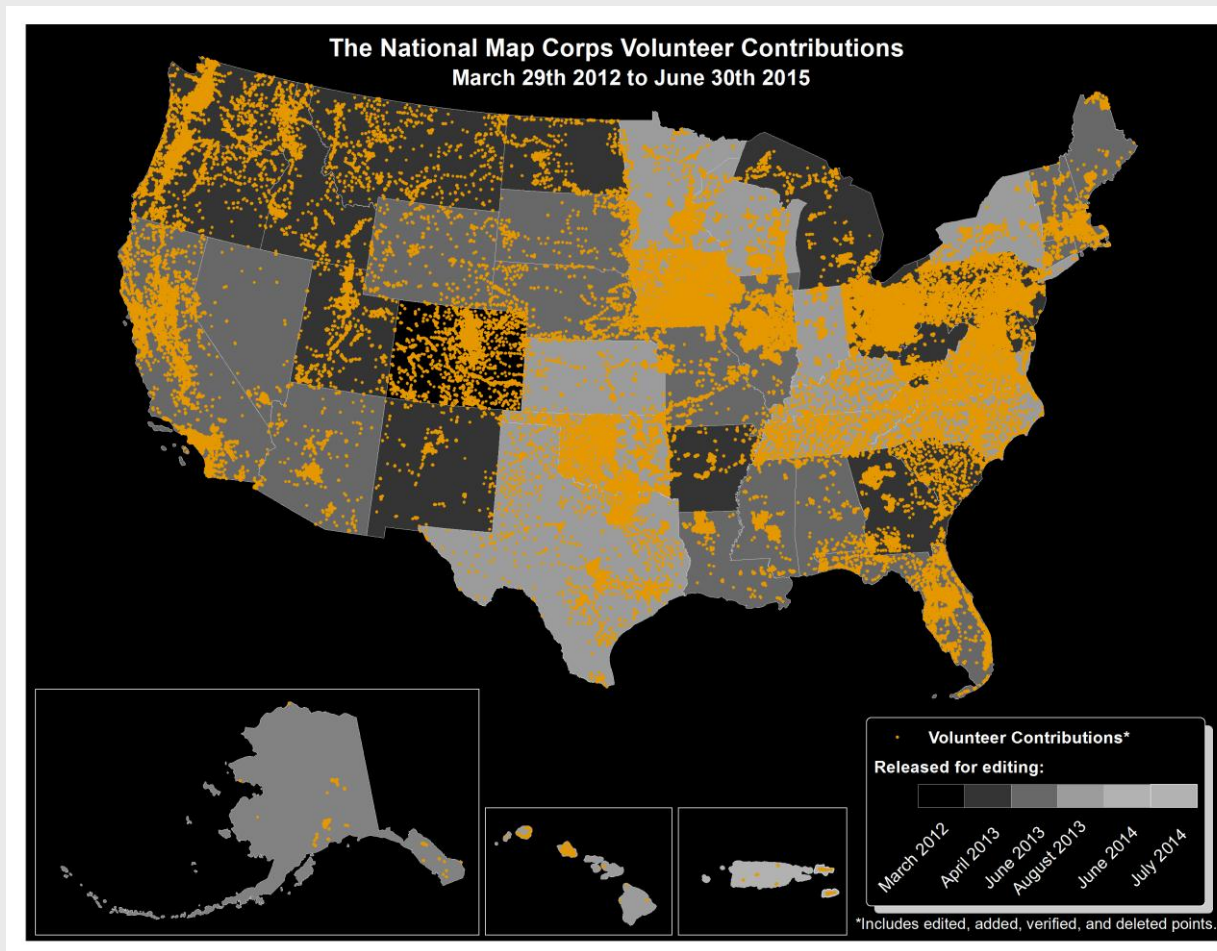 The National Map Corps Volunteer Contributions
March 29th 2012 to June 30th 2015
Volunteer Contributions*
Released for editing:
March 2012
April 2013
June 2013
August 2013
June 2014
July 2014
*Includes edited, added, verified, and deleted points.